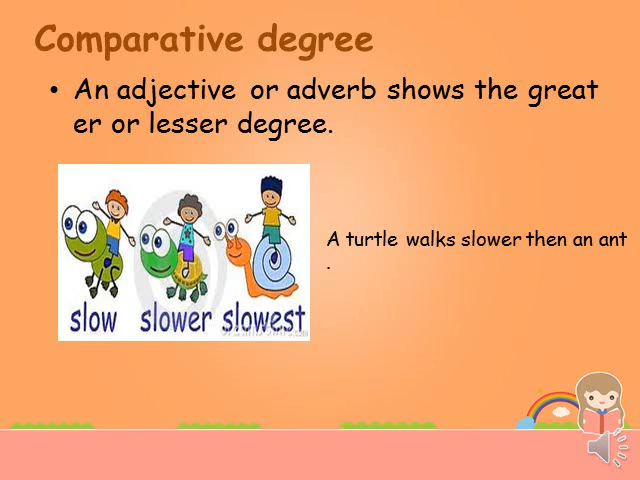 Comparative degree
• An adjective or adverb shows the great
er or lesser degree.
A turtle walks slower then an ant
.
slow slower slowest